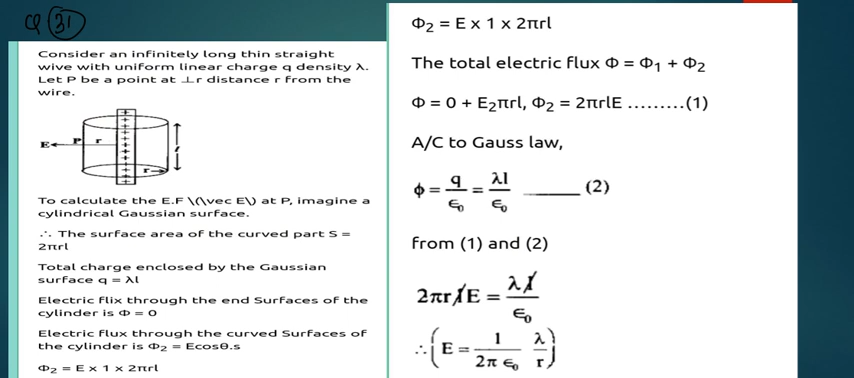 Q 31
Consider an infinitely long thin straight
wive with uniform linear charge q density λ.
Let P be a point at ⊥r distance r from the
wire.
E P r
l
r
To calculate the E.F \(\vec E\) at P, imagine a
cylindrical Gaussian surface.
∴ The surface area of the curved part S =
2πrl
Total charge enclosed by the Gaussian
surface q = λl
Electric flix through the end Surfaces of the
cylinder is Φ = 0
Electric flux through the curved Surfaces of
the cylinder is Φ₂ = Ecosθ.s
Φ₂ = E x 1 x 2πrl
Φ₂ = E x 1 x 2πrl
The total electric flux Φ = Φ₁ + Φ₂
Φ = 0 + E₂πrl, Φ₂ = 2πrlE .........(1)
A/C to Gauss law,
ϕ = q/ϵ₀ = λl/ϵ₀ ______ (2)
from (1) and (2)
2πrlE = λl/ϵ₀
∴ (E = 1/2π ϵ₀ λ/r)